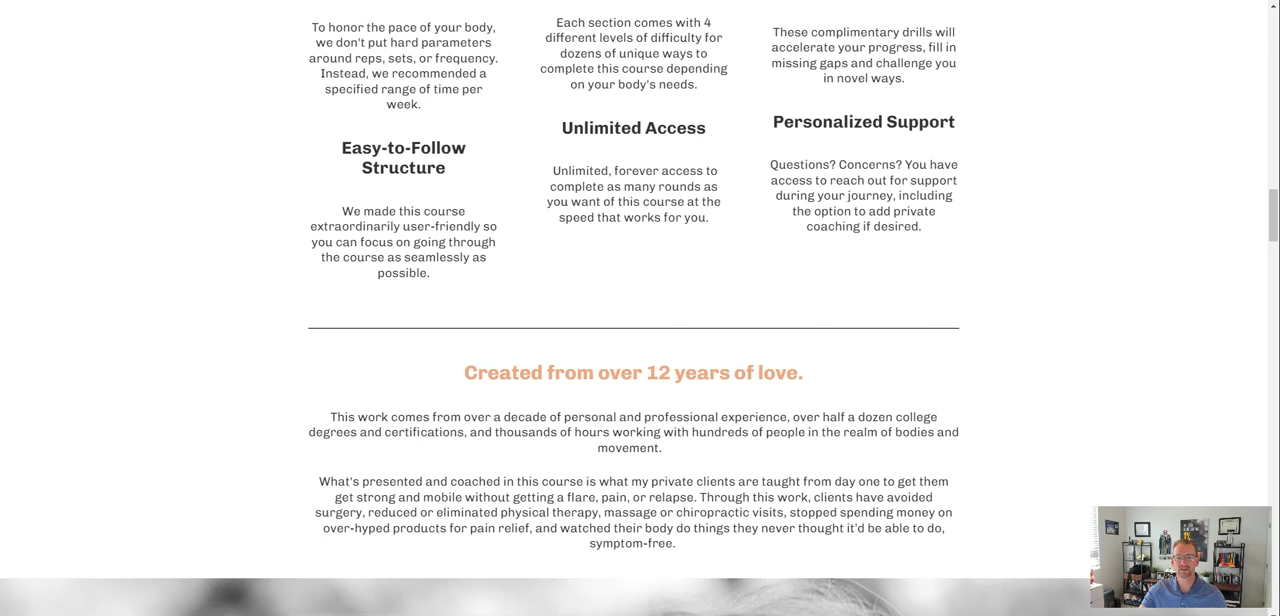 To honor the pace of your body,
we don't put hard parameters
around reps, sets, or frequency.
Instead, we recommended a
specified range of time per
week.
Easy-to-Follow
Structure
We made this course
extraordinarily user-friendly so
you can focus on going through
the course as seamlessly as
possible.
Each section comes with 4
different levels of difficulty for
dozens of unique ways to
complete this course depending
on your body's needs.
Unlimited Access
Unlimited, forever access to
complete as many rounds as
you want of this course at the
speed that works for you.
These complimentary drills will
accelerate your progress, fill in
missing gaps and challenge you
in novel ways.
Personalized Support
Questions? Concerns? You have
access to reach out for support
during your journey, including
the option to add private
coaching if desired.
Created from over 12 years of love.
This work comes from over a decade of personal and professional experience, over half a dozen college
degrees and certifications, and thousands of hours working with hundreds of people in the realm of bodies and
movement.
What's presented and coached in this course is what my private clients are taught from day one to get them
get strong and mobile without getting a flare, pain, or relapse. Through this work, clients have avoided
surgery, reduced or eliminated physical therapy, massage or chiropractic visits, stopped spending money on
over-hyped products for pain relief, and watched their body do things they never thought it'd be able to do,
symptom-free.